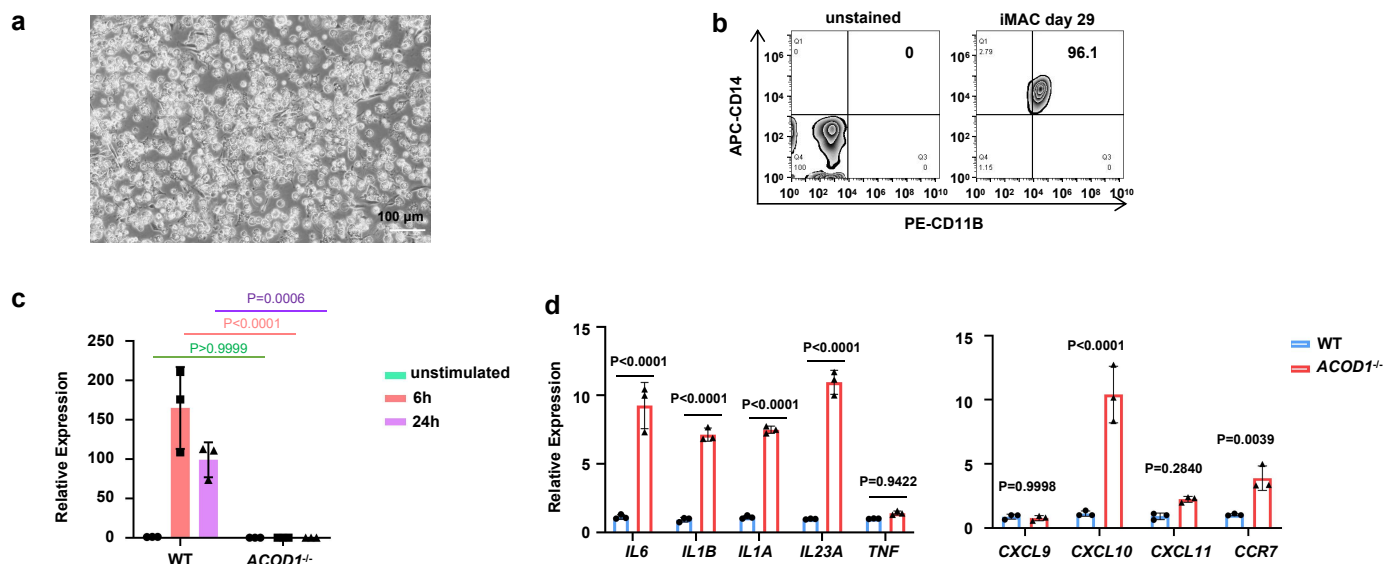 a
100 μm
b
unstained
iMAC day 29
Q1
0
0
Q1
2.79
96.1
10⁶
10⁴
10²
10⁰
Q4
100
Q3
0
10⁶
10⁴
10²
10⁰
Q4
1.15
Q3
0
10⁰ 10² 10⁴ 10⁶ 10⁸ 10¹⁰
10⁰ 10² 10⁴ 10⁶ 10⁸ 10¹⁰
APC-CD14
PE-CD11B
c
P=0.0006
P<0.0001
P>0.9999
Relative Expression
250
200
150
100
50
0
WT
ACOD1⁻/⁻
unstimulated
6h
24h
d
Relative Expression
15
10
5
0
P<0.0001
P<0.0001
P<0.0001
P<0.0001
P=0.9422
IL6 IL1B IL1A IL23A TNF
15
10
5
0
P=0.9998
P<0.0001
P=0.2840
P=0.0039
CXCL9 CXCL10 CXCL11 CCR7
WT
ACOD1⁻/⁻